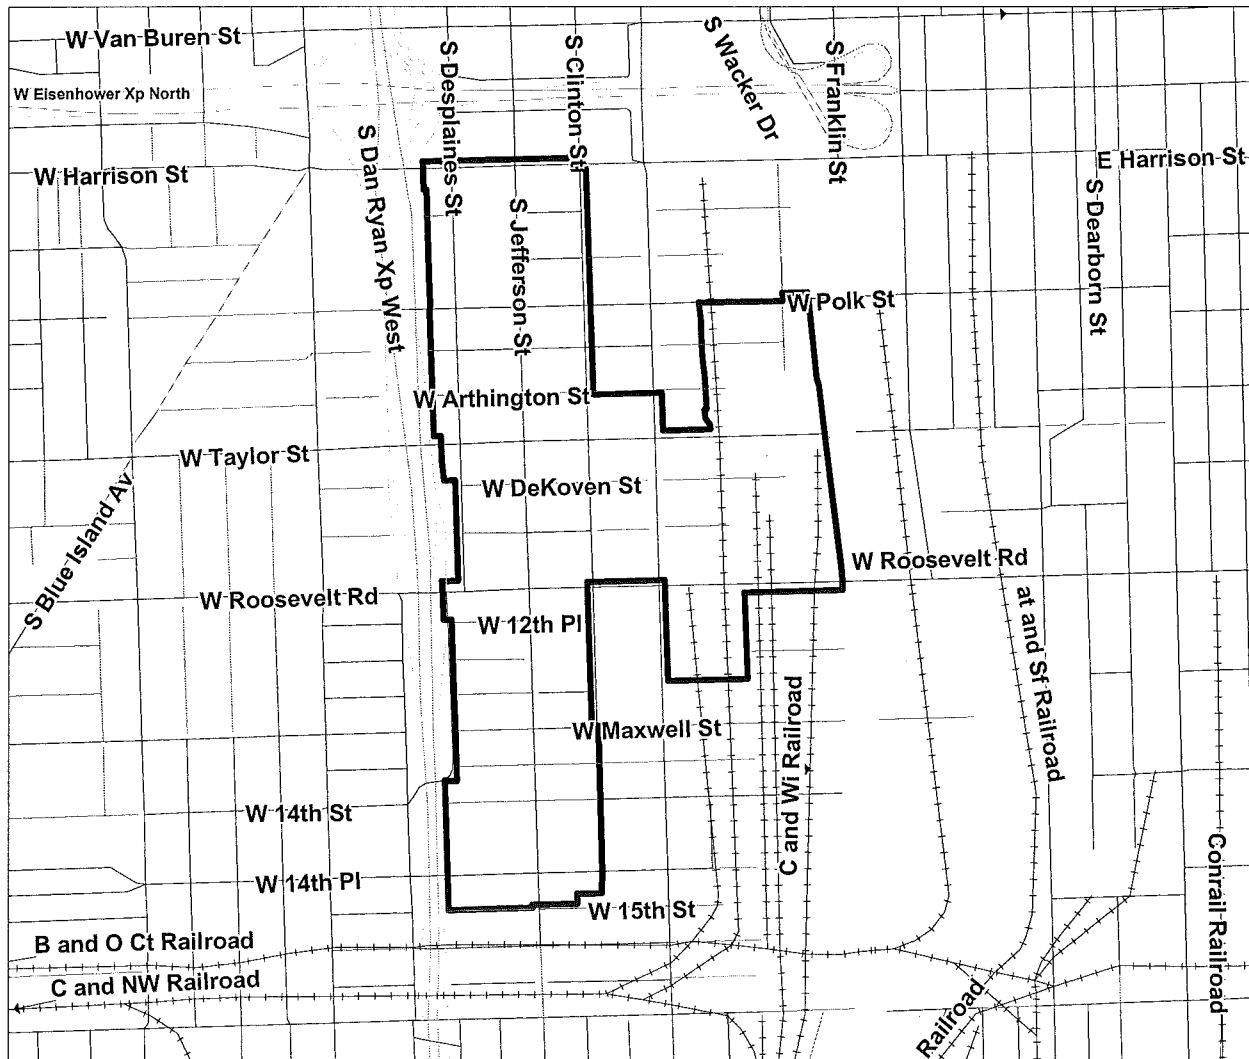 W Van Buren St
W Eisenhower Xp North
W Harrison St
S Dan Ryan Xp West
S Desplaines St
S Clinton St
S Jefferson St
S Wacker Dr
S Franklin St
E Harrison St
S Dearborn St
W Polk St
W Arthington St
W Taylor St
W DeKoven St
S Blue Island Av
W Roosevelt Rd
W Roosevelt Rd
W 12th Pl
at and Sf Railroad
W Maxwell St
C and Wi Railroad
W 14th St
W 14th Pl
W 15th St
Conrail Railroad
B and O Ct Railroad
C and NW Railroad
Railroad